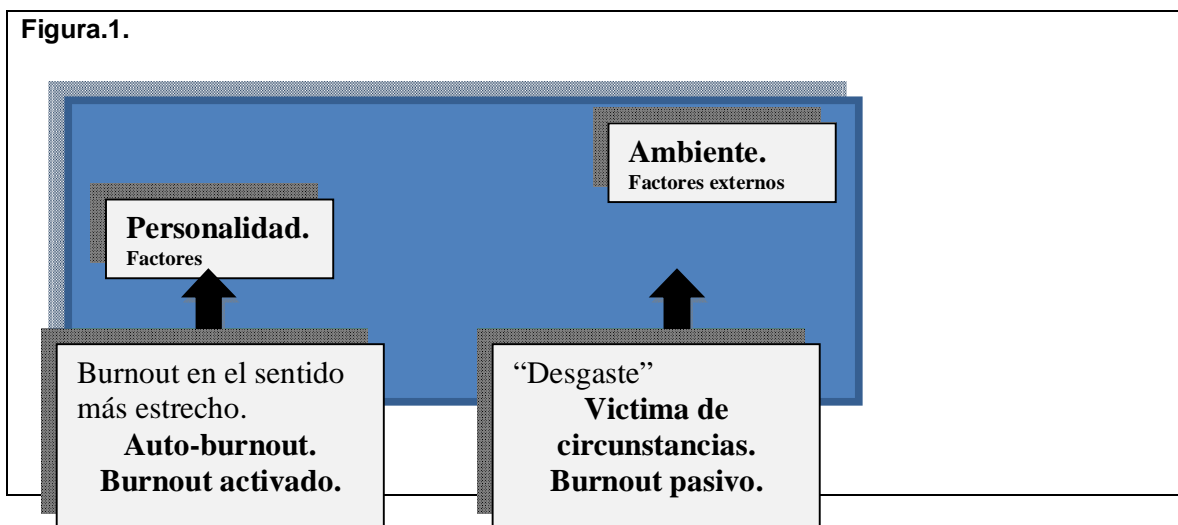 Figura.1.
Ambiente.
Factores externos
Personalidad.
Factores
Burnout en el sentido
más estrecho.
Auto-burnout.
Burnout activado.
“Desgaste”
Victima de
circunstancias.
Burnout pasivo.